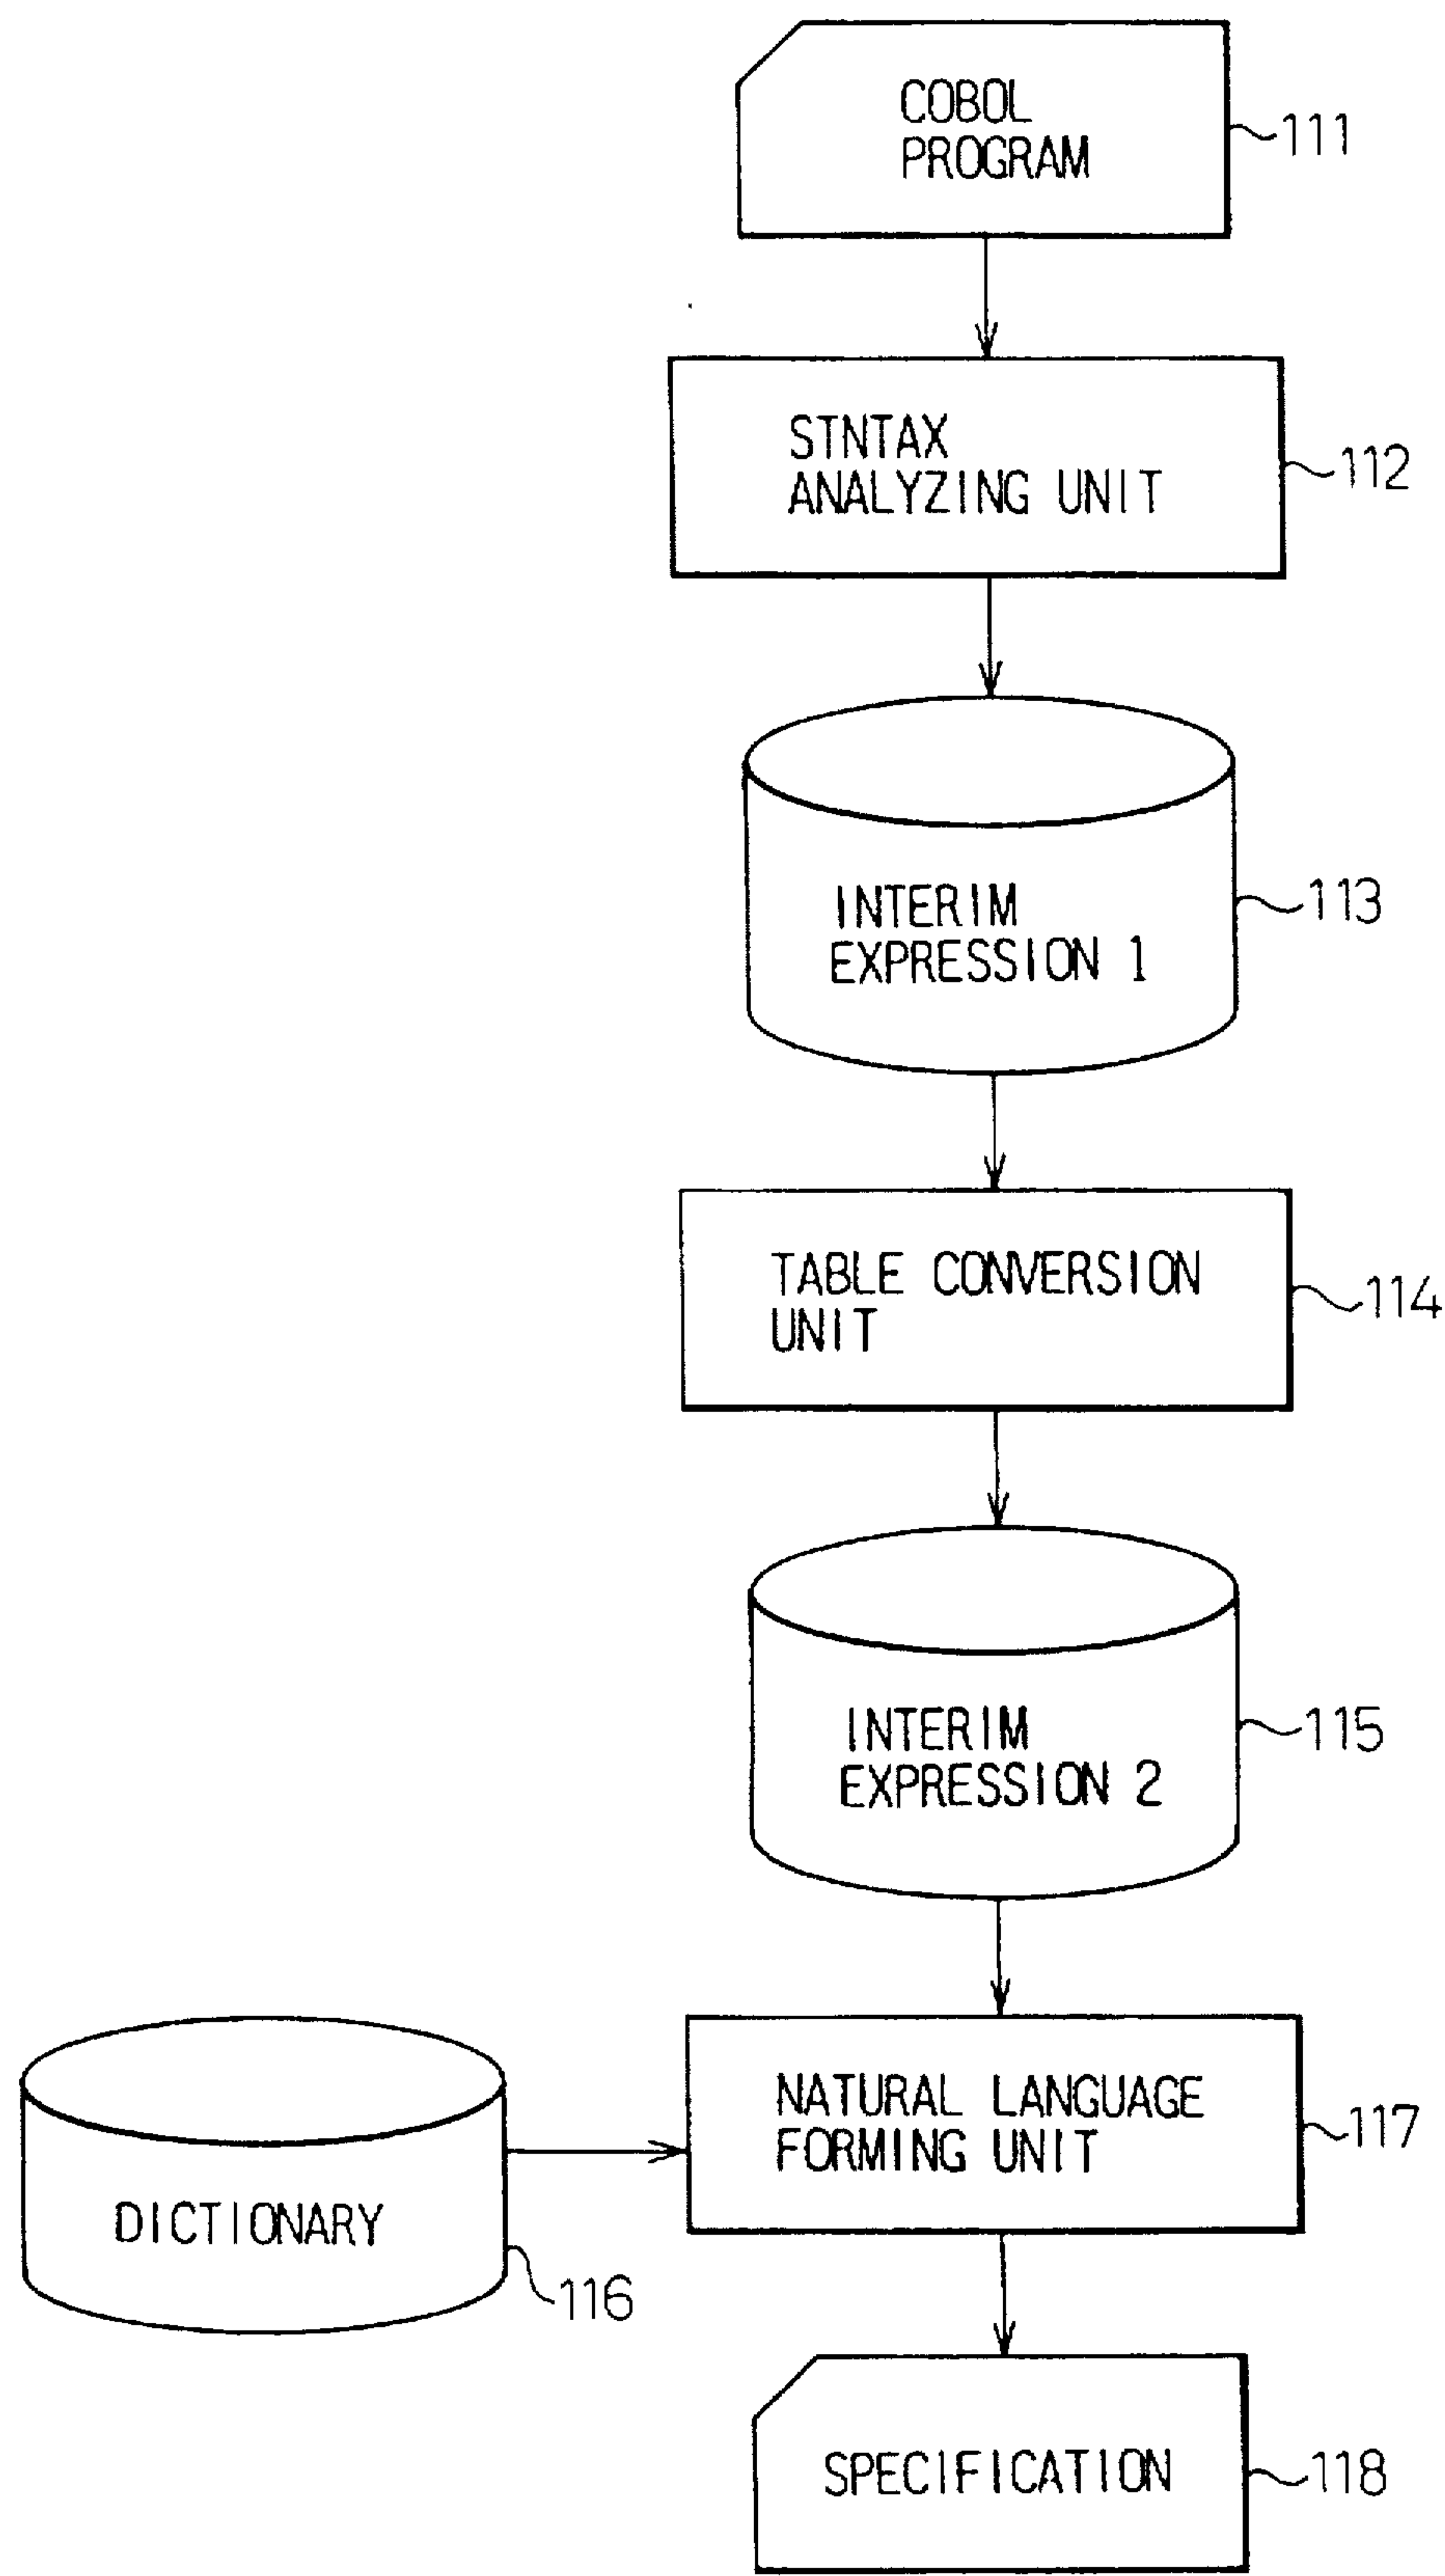 COBOL
PROGRAM
111
STNTAX
ANALYZING UNIT
112
INTERIM
EXPRESSION 1
113
TABLE CONVERSION
UNIT
114
INTERIM
EXPRESSION 2
115
NATURAL LANGUAGE
FORMING UNIT
117
DICTIONARY
116
SPECIFICATION
118